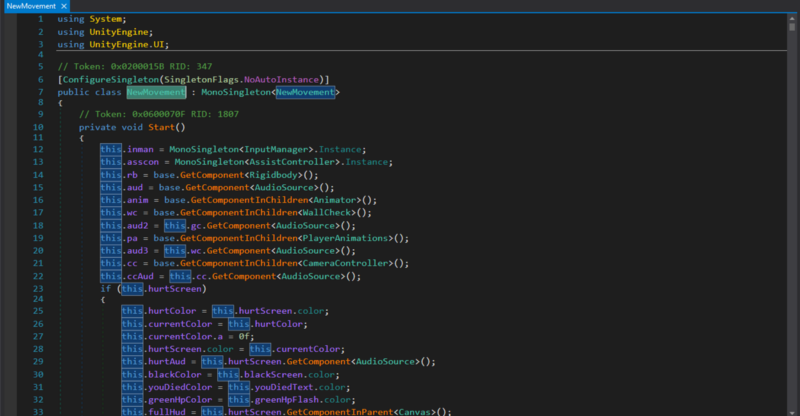 NewMovement ×
1 using System;
2 using UnityEngine;
3 using UnityEngine.UI;
4
5 // Token: 0x0200015B RID: 347
6 [ConfigureSingleton(SingletonFlags.NoAutoInstance)]
7 public class NewMovement : MonoSingleton<NewMovement>
8 {
9 // Token: 0x0600070F RID: 1807
10 private void Start()
11 {
12 this.inman = MonoSingleton<InputManager>.Instance;
13 this.asscon = MonoSingleton<AssistController>.Instance;
14 this.rb = base.GetComponent<Rigidbody>();
15 this.aud = base.GetComponent<AudioSource>();
16 this.anim = base.GetComponentInChildren<Animator>();
17 this.wc = base.GetComponentInChildren<WallCheck>();
18 this.aud2 = this.gc.GetComponent<AudioSource>();
19 this.pa = base.GetComponentInChildren<PlayerAnimations>();
20 this.aud3 = this.wc.GetComponent<AudioSource>();
21 this.cc = base.GetComponentInChildren<CameraController>();
22 this.ccAud = this.cc.GetComponent<AudioSource>();
23 if (this.hurtScreen)
24 {
25 this.hurtColor = this.hurtScreen.color;
26 this.currentColor = this.hurtColor;
27 this.currentColor.a = 0f;
28 this.hurtScreen.color = this.currentColor;
29 this.hurtAud = this.hurtScreen.GetComponent<AudioSource>();
30 this.blackColor = this.blackScreen.color;
31 this.youDiedColor = this.youDiedText.color;
32 this.greenHpColor = this.greenHpFlash.color;
33 this.fullHud = this.hurtScreen.GetComponentInParent<Canvas>();